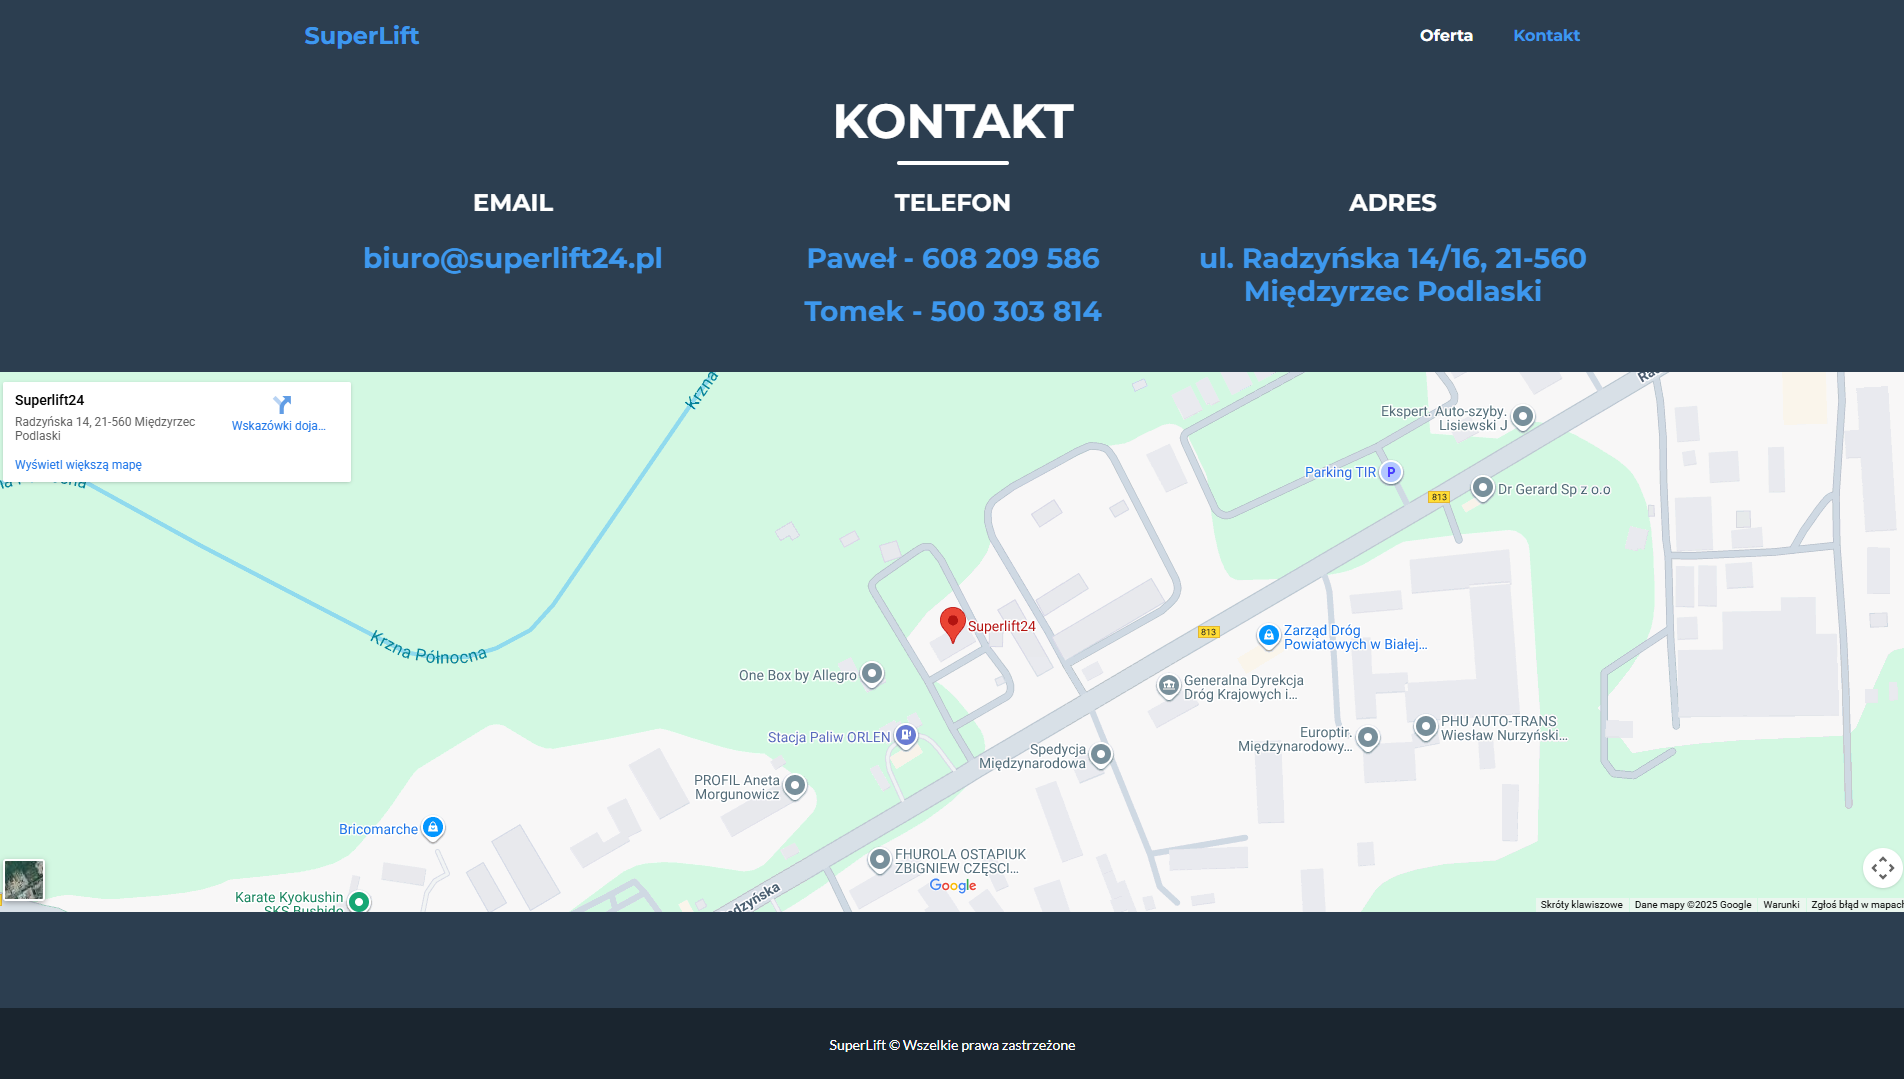 SuperLift
Oferta
Kontakt
KONTAKT
EMAIL
biuro@superlift24.pl
TELEFON
Paweł - 608 209 586
Tomek - 500 303 814
ADRES
ul. Radzyńska 14/16, 21-560
Międzyrzec Podlaski
Superlift24
Radzyńska 14, 21-560 Międzyrzec
Podlaski
Wskazówki doja...
Wyświetl większą mapę
Krzna
Ekspert. Auto-szyby.
Lisiewski J
Parking TIR
P
813
Dr Gerard Sp z o.o
Krzna Północna
Superlift24
813
Zarząd Dróg
Powiatowych w Białej...
One Box by Allegro
Generalna Dyrekcja
Dróg Krajowych i...
Stacja Paliw ORLEN
Spedycja
Międzynarodowa
Europtir.
Międzynarodowy...
PHU AUTO-TRANS
Wiesław Nurzyński...
PROFIL Aneta
Morgunowicz
Bricomarche
FHUROLA OSTAPIUK
ZBIGNIEW CZĘŚCI...
Google
Karate Kyokushin
SKS Bushido
Skróty klawiszowe
Dane mapy ©2025 Google
Warunki
Zgłoś błąd w mapach
SuperLift © Wszelkie prawa zastrzeżone